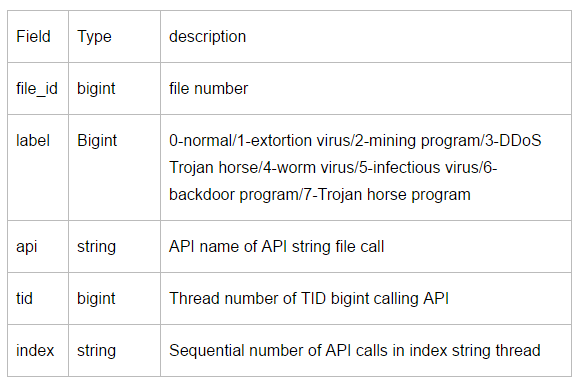 Field Type description
file_id bigint file number
label Bigint 0-normal/1-extortion virus/2-mining program/3-DDoS
Trojan horse/4-worm virus/5-infectious virus/6-
backdoor program/7-Trojan horse program
api string API name of API string file call
tid bigint Thread number of TID bigint calling API
index string Sequential number of API calls in index string thread